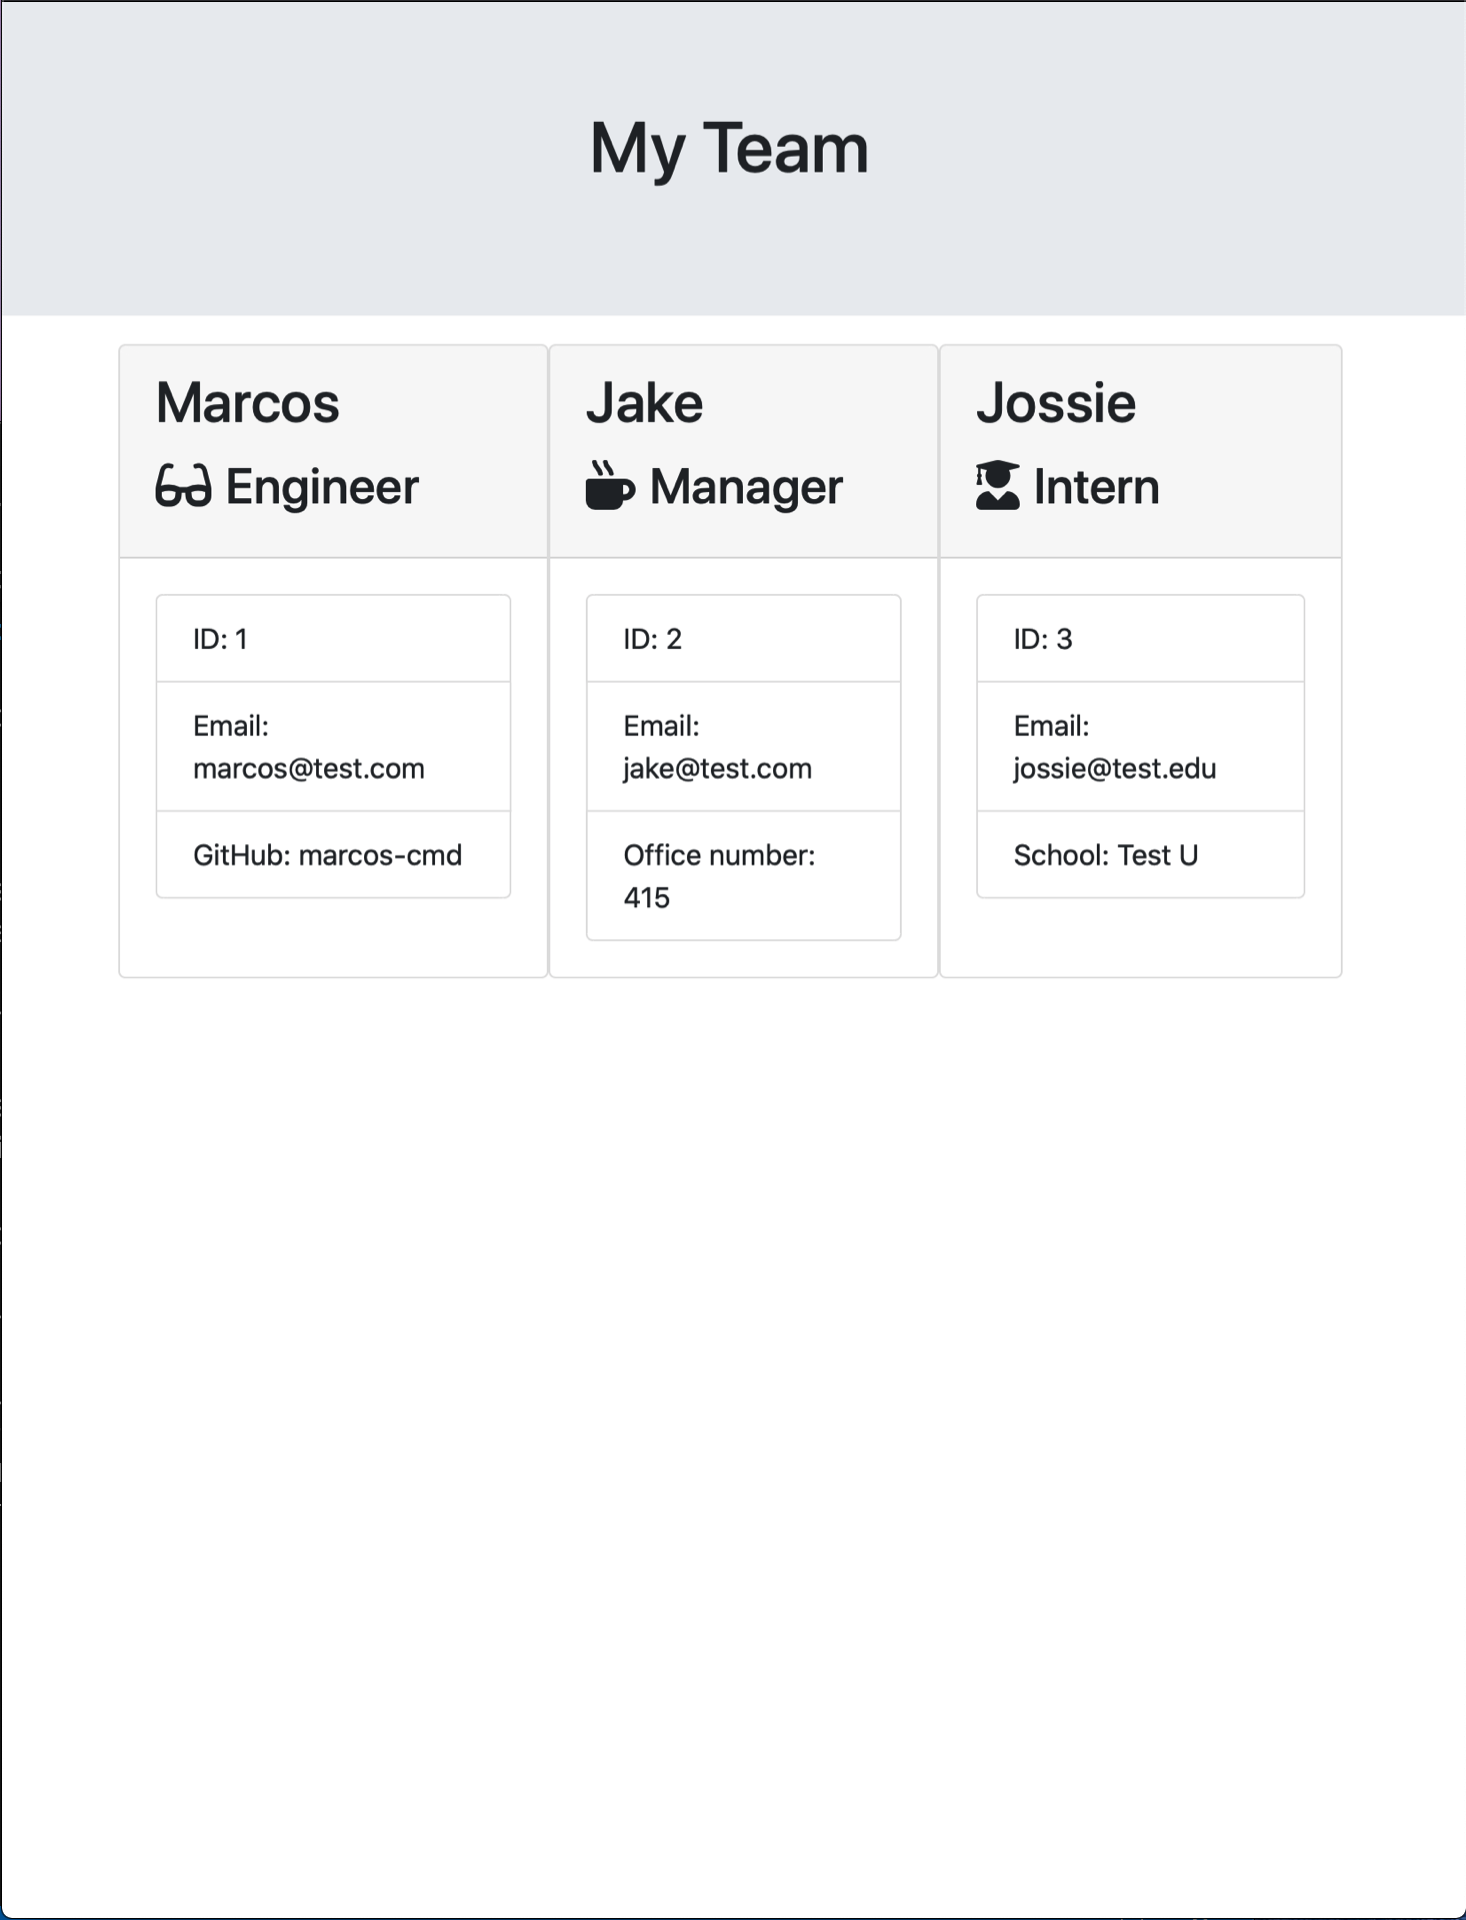 My Team
Marcos
Engineer
ID: 1
Email:
marcos@test.com
GitHub: marcos-cmd
Jake
Manager
ID: 2
Email:
jake@test.com
Office number:
415
Jossie
Intern
ID: 3
Email:
jossie@test.edu
School: Test U